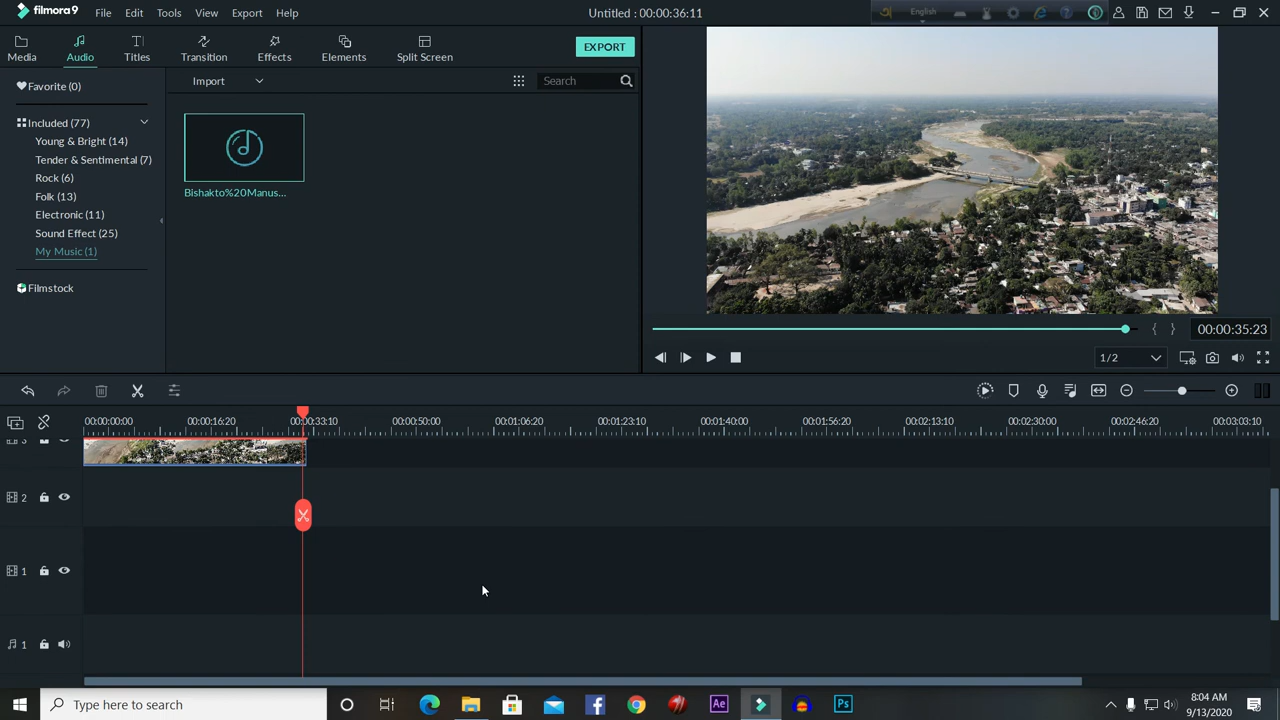 filmora9
File Edit Tools View Export Help
Untitled : 00:00:36:11
English
Media Audio Titles Transition Effects Elements Split Screen
EXPORT
Favorite (0)
Import
Search
Included (77)
Young & Bright (14)
Tender & Sentimental (7)
Rock (6)
Folk (13)
Electronic (11)
Sound Effect (25)
My Music (1)
Filmstock
Bishakto%20Manus...
00:00:35:23
1/2
00:00:00:00 00:00:16:20 00:00:33:10 00:00:50:00 00:01:06:20 00:01:23:10 00:01:40:00 00:01:56:20 00:02:13:10 00:02:30:00 00:02:46:20 00:03:03:10
3
2
1
1
Type here to search
Ae
Ps
8:04 AM
9/13/2020